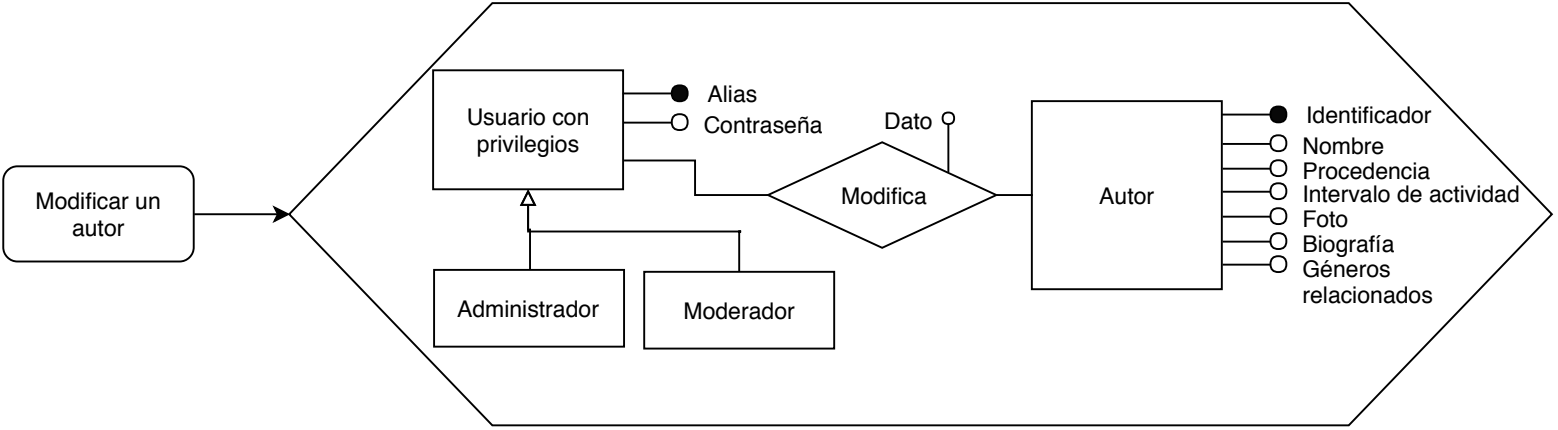 Modificar un
autor
Usuario con
privilegios
Alias
Contraseña
Administrador
Moderador
Dato
Modifica
Autor
Identificador
Nombre
Procedencia
Intervalo de actividad
Foto
Biografía
Géneros
relacionados